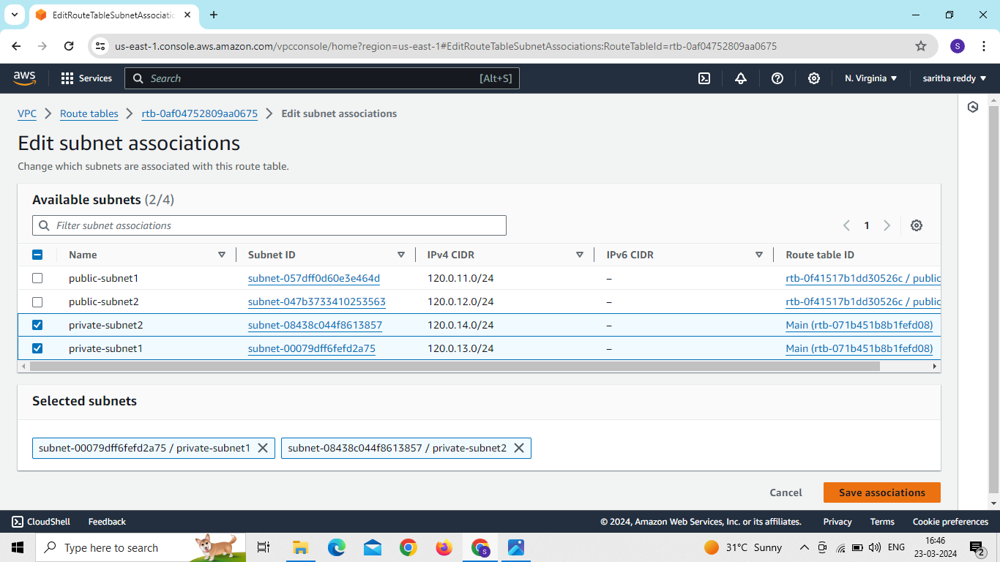 EditRouteTableSubnetAssociatio
us-east-1.console.aws.amazon.com/vpcconsole/home?region=us-east-1#EditRouteTableSubnetAssociations:RouteTableId=rtb-0af04752809aa0675
S
aws Services Search [Alt+S] N. Virginia saritha reddy
VPC Route tables rtb-0af04752809aa0675 Edit subnet associations
Edit subnet associations
Change which subnets are associated with this route table.
Available subnets (2/4)
Filter subnet associations 1
Name Subnet ID IPv4 CIDR IPv6 CIDR Route table ID
public-subnet1 subnet-057dff0d60e3e464d 120.0.11.0/24 – rtb-0f41517b1dd30526c / public
public-subnet2 subnet-047b3733410253563 120.0.12.0/24 – rtb-0f41517b1dd30526c / public
private-subnet2 subnet-08438c044f8613857 120.0.14.0/24 – Main (rtb-071b451b8b1fefd08)
private-subnet1 subnet-00079dff6fefd2a75 120.0.13.0/24 – Main (rtb-071b451b8b1fefd08)
Selected subnets
subnet-00079dff6fefd2a75 / private-subnet1 subnet-08438c044f8613857 / private-subnet2
Cancel Save associations
CloudShell Feedback © 2024, Amazon Web Services, Inc. or its affiliates. Privacy Terms Cookie preferences
Type here to search S 31°C Sunny ENG 16:46
23-03-2024 2